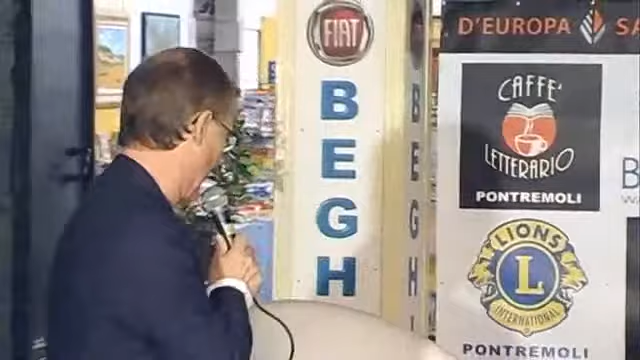 FIAT
B
E
G
H
B
E
G
H
D'EUROPA SA
CAFFE'
LETTERARIO
PONTREMOLI
LIONS
L
INTERNATIONAL
PONTREMOLI
B